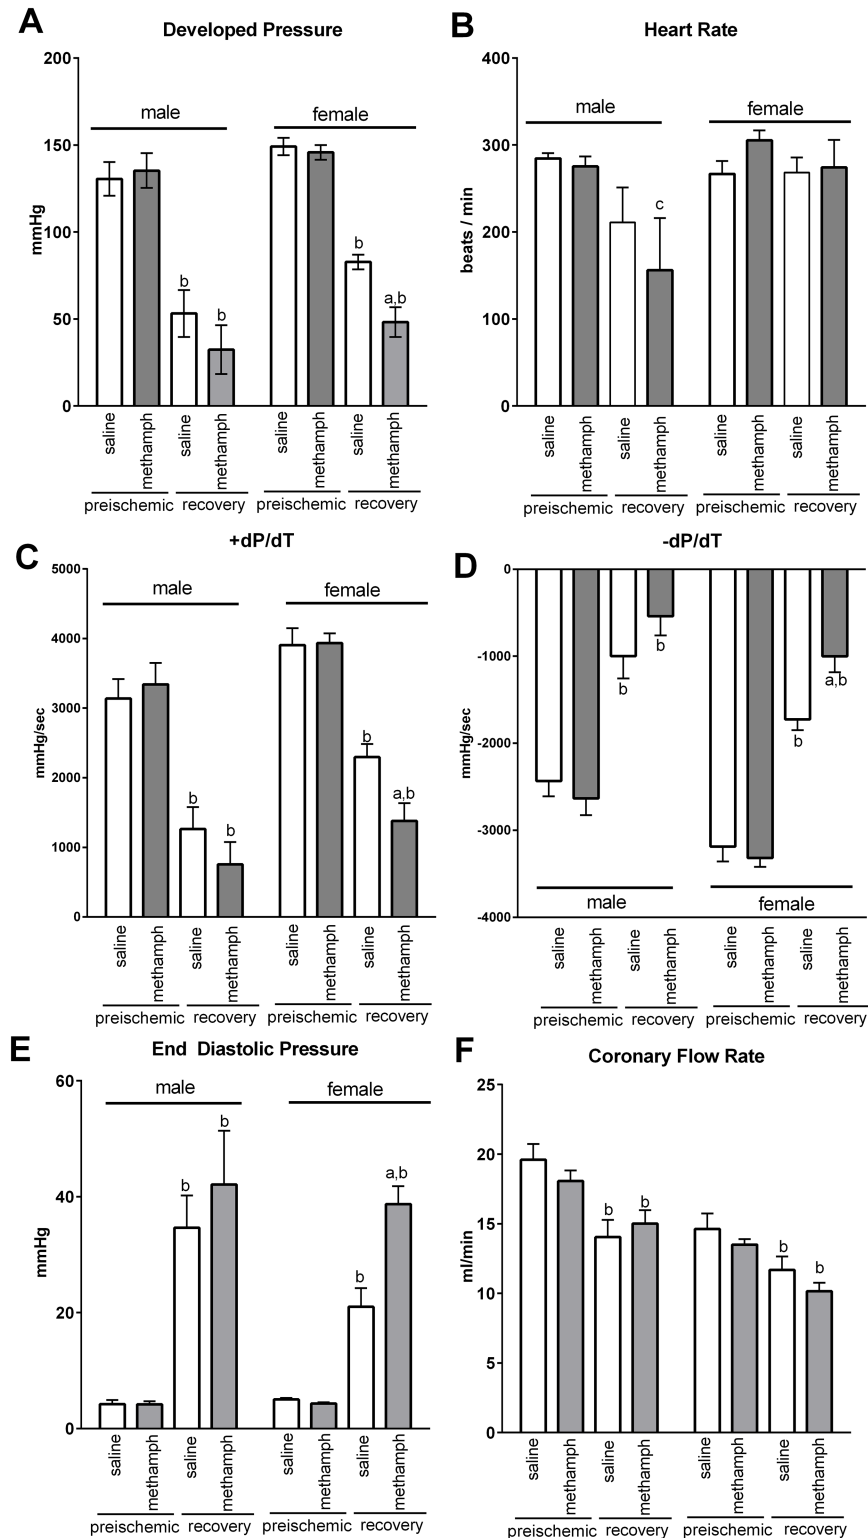 A
Developed Pressure
200
150
100
50
0
mmHg
male
female
b
b
b
a,b
saline
methamph
saline
methamph
saline
methamph
saline
methamph
preischemic
recovery
preischemic
recovery
B
Heart Rate
400
300
200
100
0
beats / min
male
female
c
saline
methamph
saline
methamph
saline
methamph
saline
methamph
preischemic
recovery
preischemic
recovery
C
+dP/dT
5000
4000
3000
2000
1000
0
mmHg/sec
male
female
b
b
b
a,b
saline
methamph
saline
methamph
saline
methamph
saline
methamph
preischemic
recovery
preischemic
recovery
D
-dP/dT
0
-1000
-2000
-3000
-4000
mmHg/sec
b
b
b
a,b
male
female
saline
methamph
saline
methamph
saline
methamph
saline
methamph
preischemic
recovery
preischemic
recovery
E
End Diastolic Pressure
60
40
20
0
mmHg
male
female
b
b
b
a,b
saline
methamph
saline
methamph
saline
methamph
saline
methamph
preischemic
recovery
preischemic
recovery
F
Coronary Flow Rate
25
20
15
10
5
0
ml/min
b
b
b
b
saline
methamph
saline
methamph
saline
methamph
saline
methamph
preischemic
recovery
preischemic
recovery